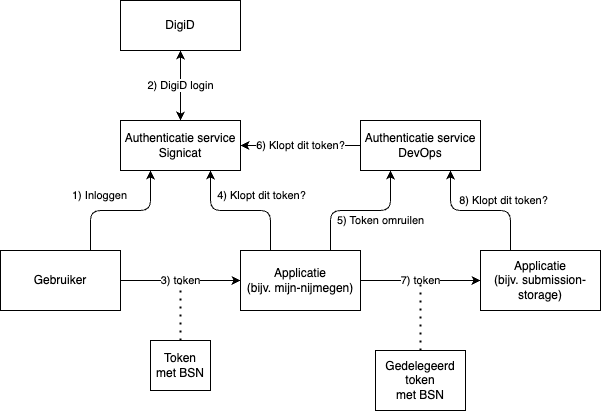 DigiD
2) DigiD login
Authenticatie service
Signicat
6) Klopt dit token?
Authenticatie service
DevOps
1) Inloggen
4) Klopt dit token?
5) Token omruilen
8) Klopt dit token?
Gebruiker
3) token
Applicatie
(bijv. mijn-nijmegen)
7) token
Applicatie
(bijv. submission-
storage)
Token
met BSN
Gedelegeerd
token
met BSN